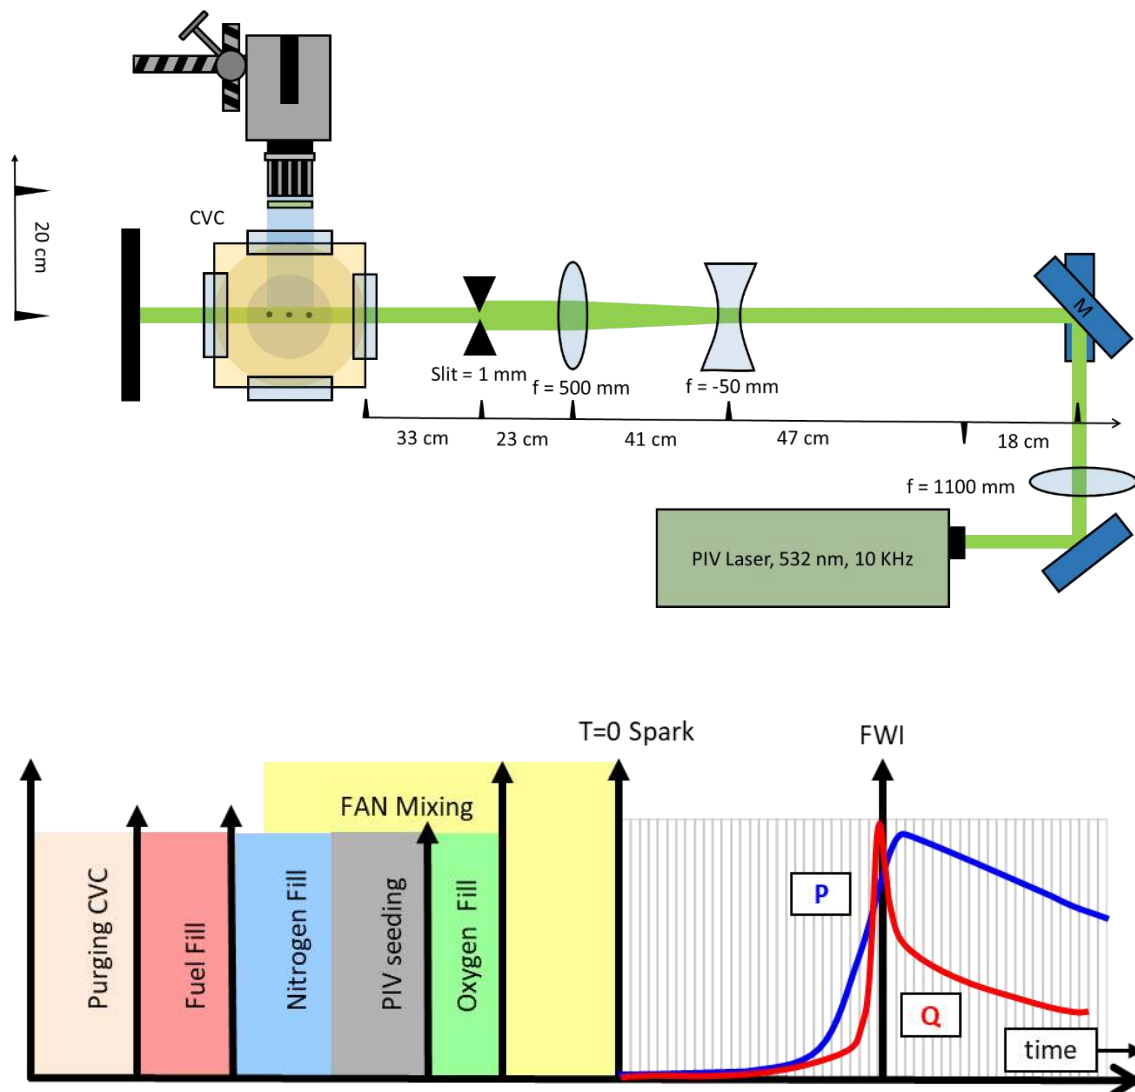 CVC
20 cm
M
Slit = 1 mm
f = 500 mm
f = -50 mm
33 cm
23 cm
41 cm
47 cm
18 cm
f = 1100 mm
PIV Laser, 532 nm, 10 KHz
T=0 Spark
FWI
FAN Mixing
Purging CVC
Fuel Fill
Nitrogen Fill
PIV seeding
Oxygen Fill
P
Q
time